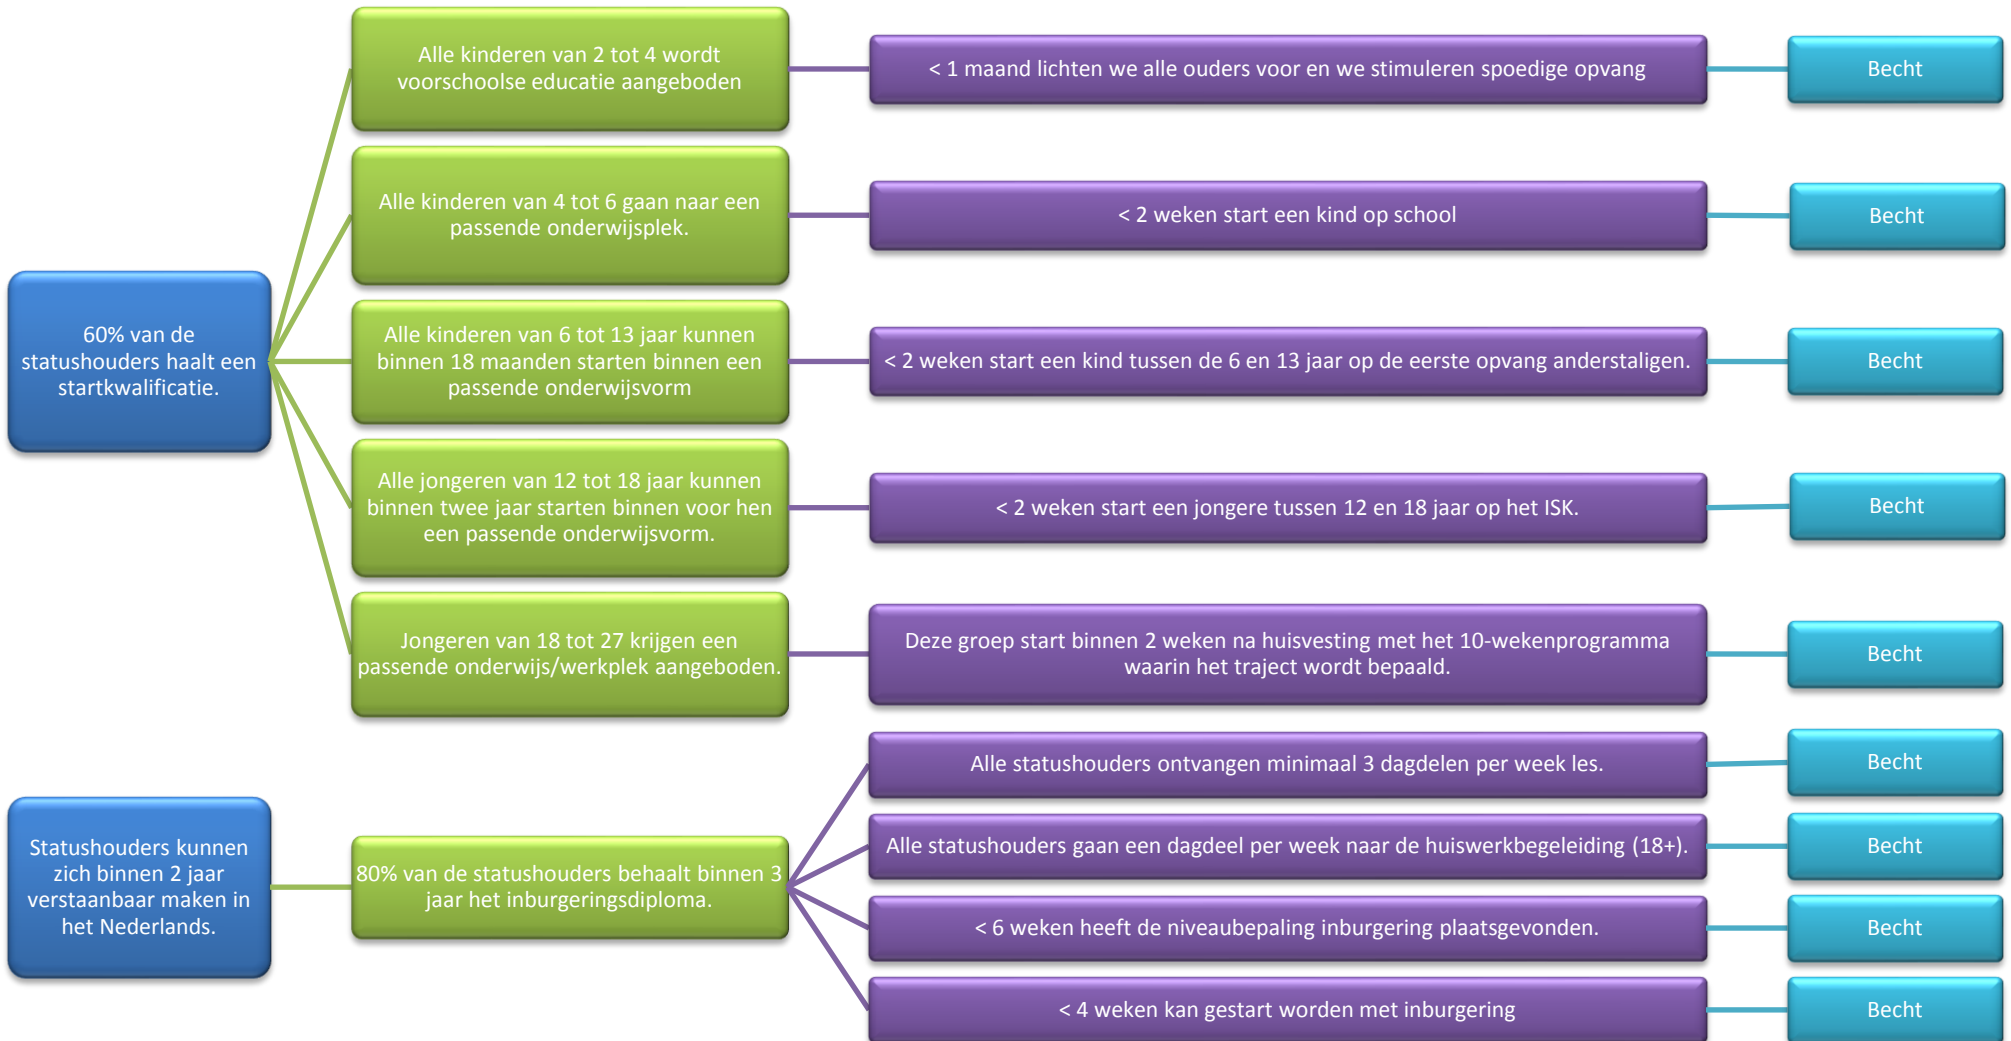 Alle kinderen van 2 tot 4 wordt
voorschoolse educatie aangeboden
< 1 maand lichten we alle ouders voor en we stimuleren spoedige opvang
Becht
Alle kinderen van 4 tot 6 gaan naar een
passende onderwijsplek.
< 2 weken start een kind op school
Becht
60% van de
statushouders haalt een
startkwalificatie.
Alle kinderen van 6 tot 13 jaar kunnen
binnen 18 maanden starten binnen een
passende onderwijsvorm
< 2 weken start een kind tussen de 6 en 13 jaar op de eerste opvang anderstaligen.
Becht
Alle jongeren van 12 tot 18 jaar kunnen
binnen twee jaar starten binnen voor hen
een passende onderwijsvorm.
< 2 weken start een jongere tussen 12 en 18 jaar op het ISK.
Becht
Jongeren van 18 tot 27 krijgen een
passende onderwijs/werkplek aangeboden.
Deze groep start binnen 2 weken na huisvesting met het 10-wekenprogramma
waarin het traject wordt bepaald.
Becht
Statushouders kunnen
zich binnen 2 jaar
verstaanbaar maken in
het Nederlands.
80% van de statushouders behaalt binnen 3
jaar het inburgeringsdiploma.
Alle statushouders ontvangen minimaal 3 dagdelen per week les.
Becht
Alle statushouders gaan een dagdeel per week naar de huiswerkbegeleiding (18+).
Becht
< 6 weken heeft de niveaubepaling inburgering plaatsgevonden.
Becht
< 4 weken kan gestart worden met inburgering
Becht